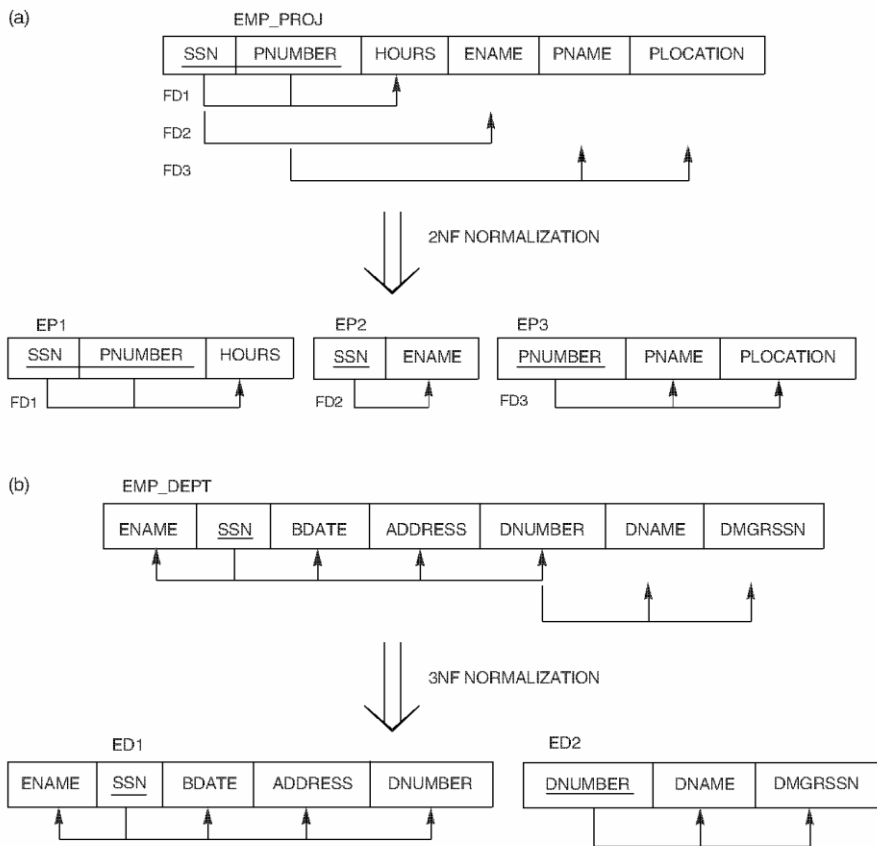 (a)
EMP_PROJ
SSN PNUMBER HOURS ENAME PNAME PLOCATION
FD1
FD2
FD3
2NF NORMALIZATION
EP1 EP2 EP3
SSN PNUMBER HOURS SSN ENAME PNUMBER PNAME PLOCATION
FD1 FD2 FD3
(b)
EMP_DEPT
ENAME SSN BDATE ADDRESS DNUMBER DNAME DMGRSSN
3NF NORMALIZATION
ED1 ED2
ENAME SSN BDATE ADDRESS DNUMBER DNUMBER DNAME DMGRSSN